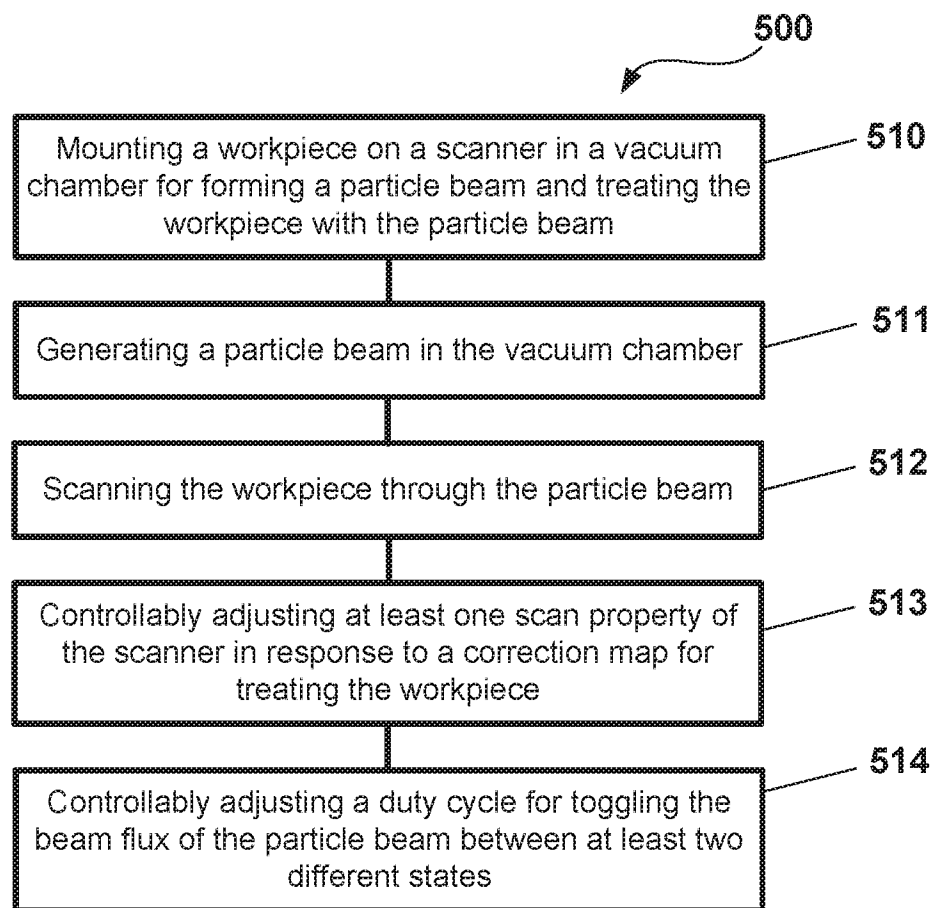 500
Mounting a workpiece on a scanner in a vacuum
chamber for forming a particle beam and treating the
workpiece with the particle beam
510
Generating a particle beam in the vacuum chamber
511
Scanning the workpiece through the particle beam
512
Controllably adjusting at least one scan property of
the scanner in response to a correction map for
treating the workpiece
513
Controllably adjusting a duty cycle for toggling the
beam flux of the particle beam between at least two
different states
514